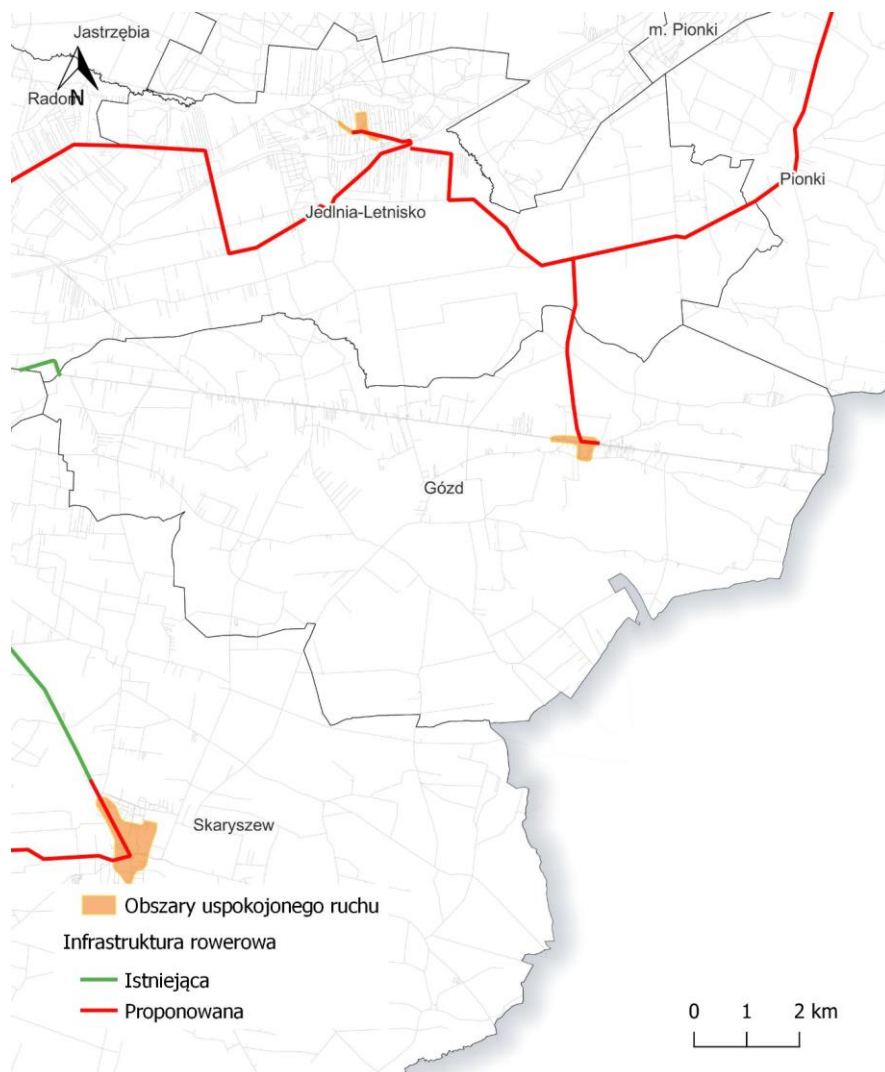 Jastrzębia
m. Pionki
Radom
N
Pionki
Jedlnia-Letnisko
Gózd
Skaryszew
Obszary uspokojonego ruchu
Infrastruktura rowerowa
Istniejąca
Proponowana
0 1 2 km